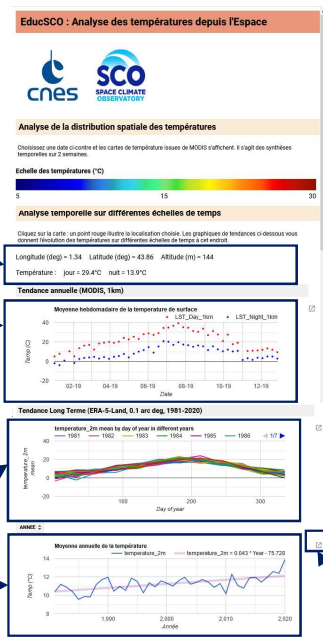 EducSCO : Analyse des températures depuis l'Espace
cnes
SCO
SPACE CLIMATE
OBSERVATORY
Analyse de la distribution spatiale des températures
Choisissez une date ci-contre et les cartes de température issues de MODIS s'affichent. Il s'agit des synthèses
temporelles sur 2 semaines.
Echelle des températures (°C)
5 15 30
Analyse temporelle sur différentes échelles de temps
Cliquez sur la carte : un point rouge illustre la localisation choisie. Les graphiques de tendances ci-dessous vous
donnent l'évolution des températures sur différentes échelles de temps à cet endroit.
Longitude (deg) = 1.34 Latitude (deg) = 43.86 Altitude (m) = 144
Température : jour = 29.4°C nuit = 13.9°C
Tendance annuelle (MODIS, 1km)
Moyenne hebdomadaire de la température de surface
LST_Day_1km LST_Night_1km
Temp (C)
40
20
0
-20
02-19 04-19 06-19 08-19 10-19 12-19
Date
Tendance Long Terme (ERA-5-Land, 0.1 arc deg, 1981-2020)
temperature_2m mean by day of year in different years
1981 1982 1983 1984 1985 1986 1/7
temperature_2m
mean
40
20
0
-20
100 200 300
Day of year
ANNEE
Moyenne annuelle de la température
temperature_2m temperature_2m = 0.043 * Year - 75.728
Temp (°C)
14
12
10
8
1,990 2,000 2,010 2,020
Année